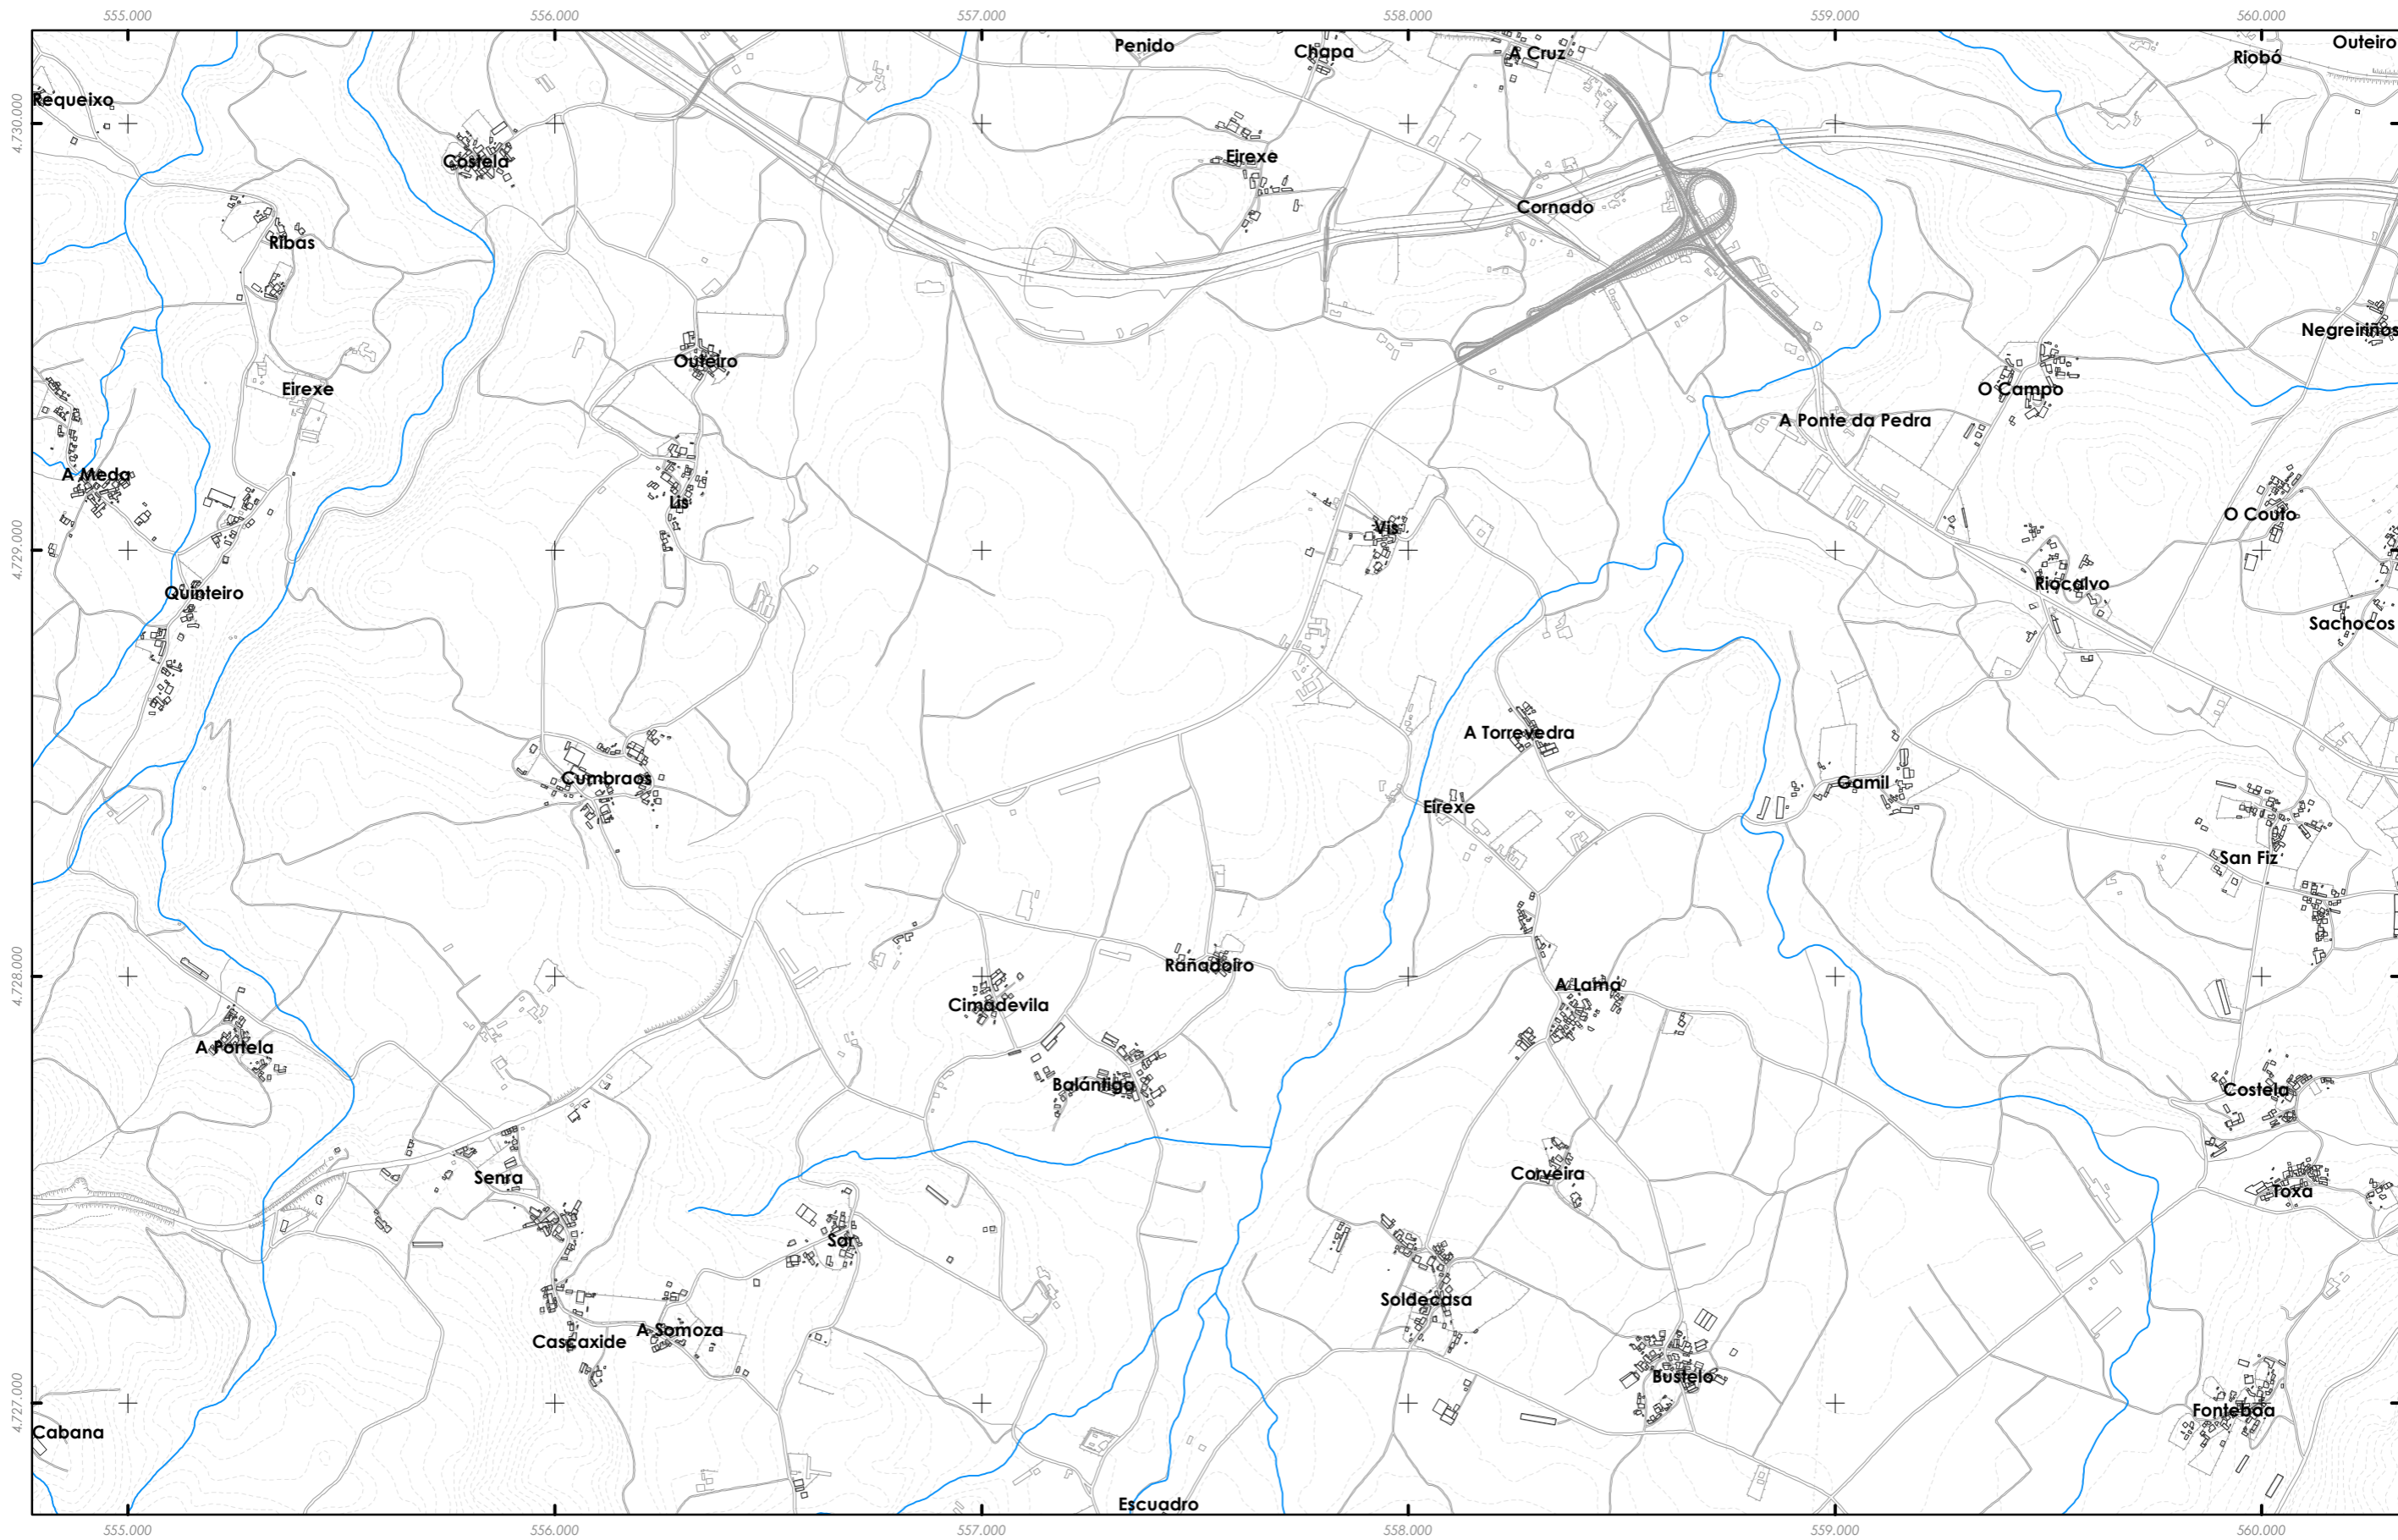 555.000 556.000 557.000 558.000 559.000 560.000
Outeiro
Penido
Chapa
A Cruz
Riobó
Requeixo
4.730.000
Costela
Eirexe
Cornado
Ribas
Negreiriños
Outeiro
Eirexe
O Campo
A Ponte da Pedra
A Meda
Lis
O Couto
Vis
4.729.000
Riocalvo
Quinteiro
Sachocos
A Torrevedra
Cumbraos
Gamil
Eirexe
San Fiz
Rañadoiro
4.728.000
A Lama
Cimadevila
A Portela
Balántiga
Costela
Corveira
Senra
Toxa
Sar
Soldecasa
A Somoza
Cascaxide
Bustelo
4.727.000
Fonteboa
Cabana
Escuadro
555.000 556.000 557.000 558.000 559.000 560.000